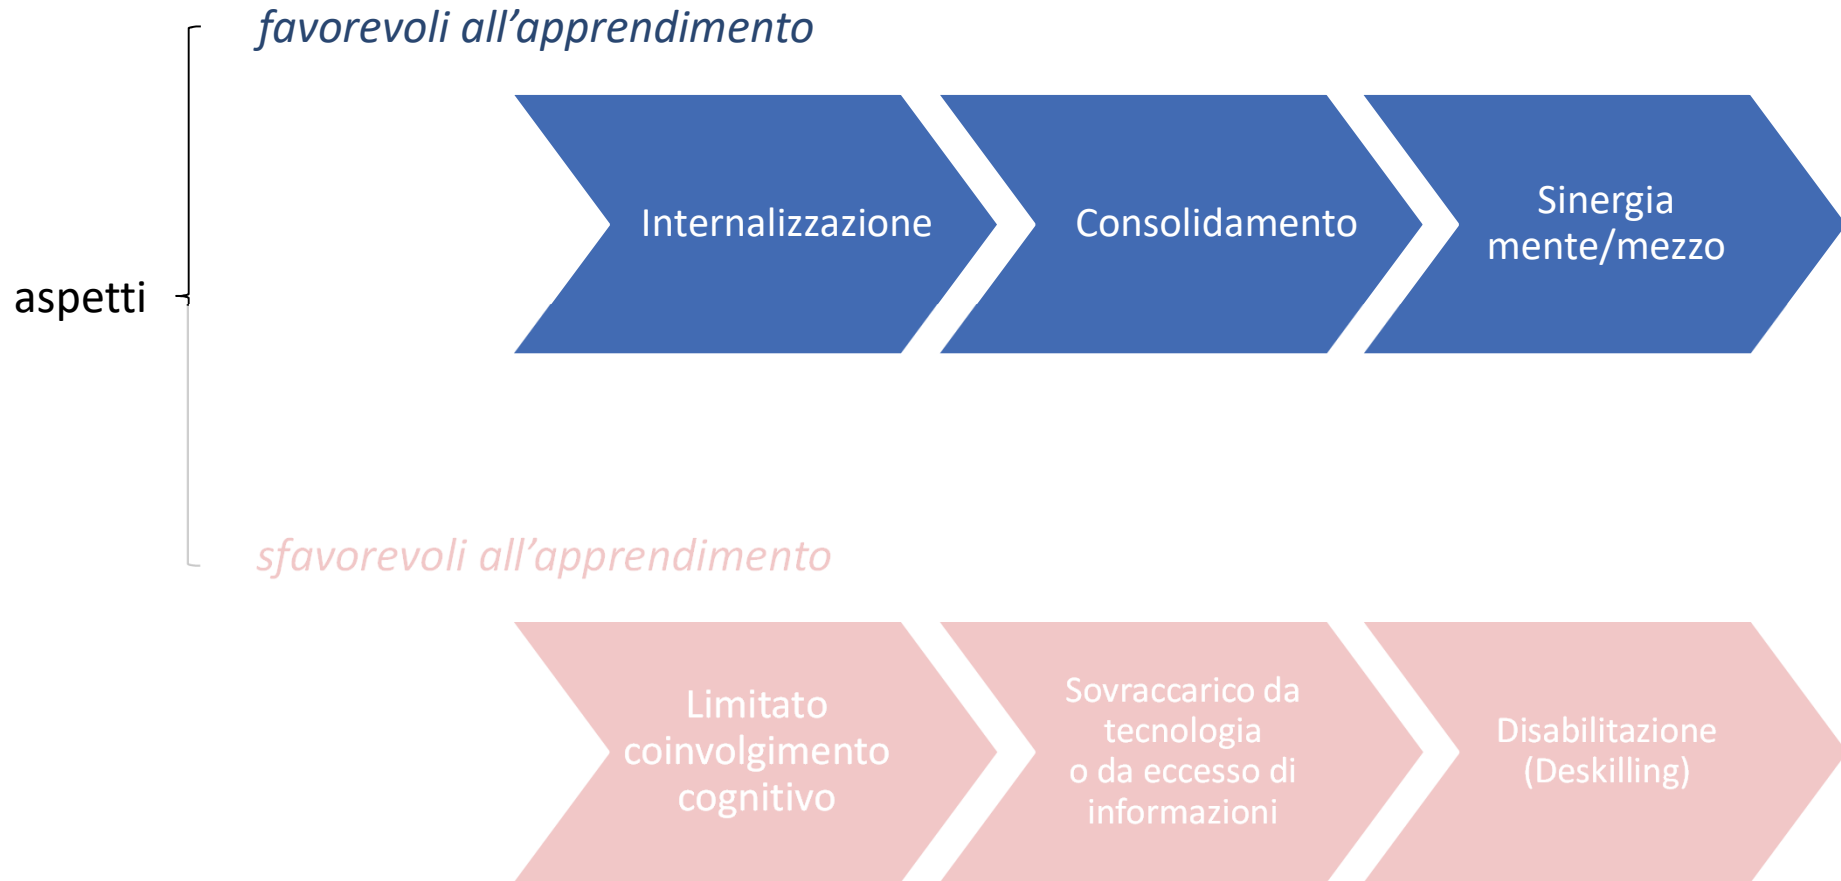 favorevoli all’apprendimento
Internalizzazione
Consolidamento
Sinergia
mente/mezzo
aspetti
sfavorevoli all’apprendimento
Limitato
coinvolgimento
cognitivo
Sovraccarico da
tecnologia
o da eccesso di
informazioni
Disabilitazione
(Deskilling)